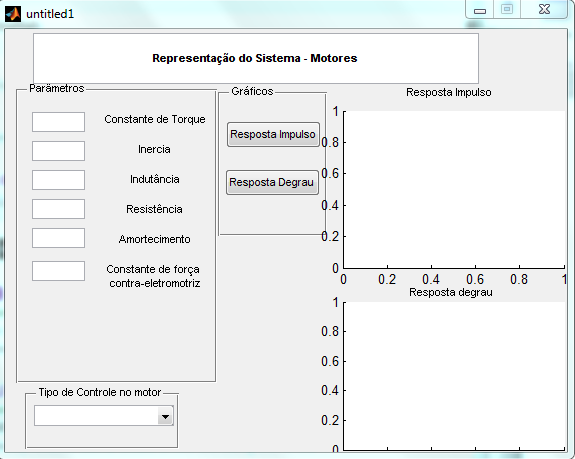 untitled1
Representação do Sistema - Motores
Parâmetros
Constante de Torque
Inercia
Indutância
Resistência
Amortecimento
Constante de força
contra-eletromotriz
Tipo de Controle no motor
Gráficos
Resposta Impulso
Resposta Degrau
Resposta Impulso
1
0.8
0.6
0.4
0.2
0
0 0.2 0.4 0.6 0.8 1
Resposta degrau
1
0.8
0.6
0.4
0.2
0